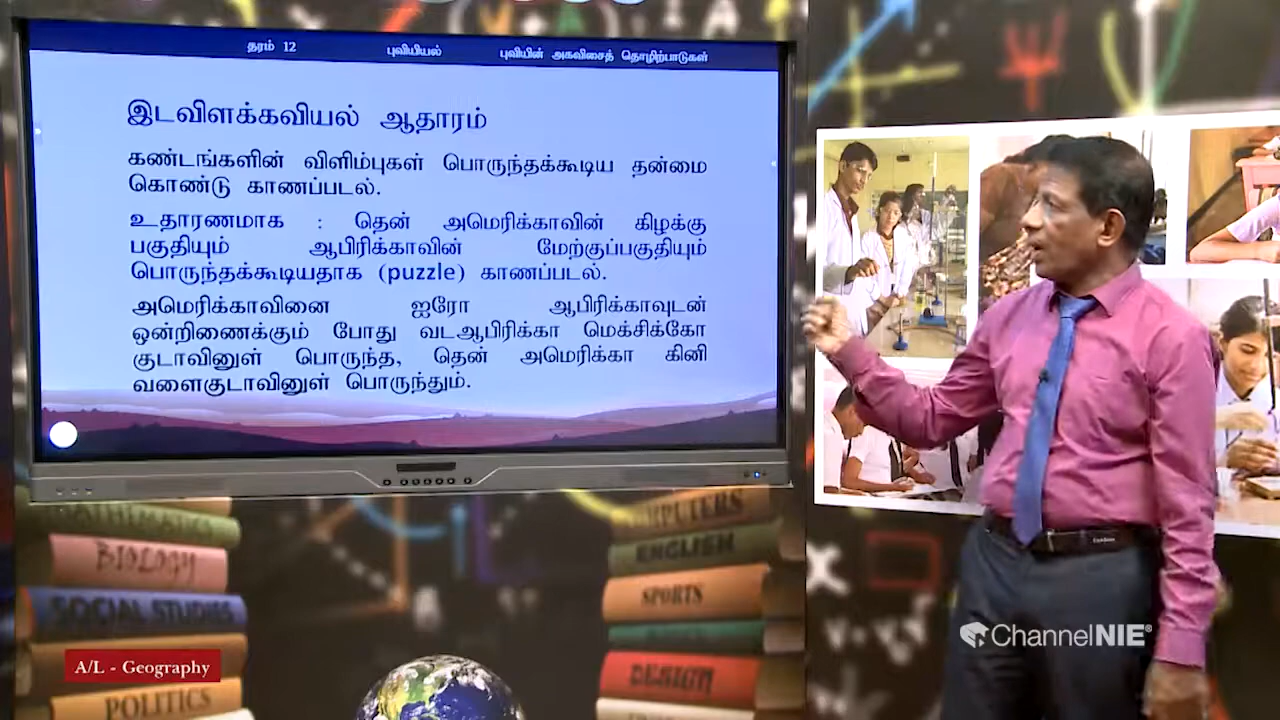 தரம் 12 புவியியல் புவியின் அகவிசைத் தொழிற்பாடுகள்
இடவிளக்கவியல் ஆதாரம்
கண்டங்களின் விளிம்புகள் பொருந்தக்கூடிய தன்மை
கொண்டு காணப்படல்.
உதாரணமாக : தென் அமெரிக்காவின் கிழக்கு
பகுதியும் ஆபிரிக்காவின் மேற்குப்பகுதியும்
பொருந்தக்கூடியதாக (puzzle) காணப்படல்.
அமெரிக்காவினை ஐரோ ஆபிரிக்காவுடன்
ஒன்றிணைக்கும் போது வடஆபிரிக்கா மெக்சிக்கோ
குடாவினுள் பொருந்த, தென் அமெரிக்கா கினி
வளைகுடாவினுள் பொருந்தும்.
MATHEMATICS
BIOLOGY
SOCIAL STUDIES
POLITICS
COMPUTERS
ENGLISH
SPORTS
DESIGN
A/L - Geography
ChannelNIE®